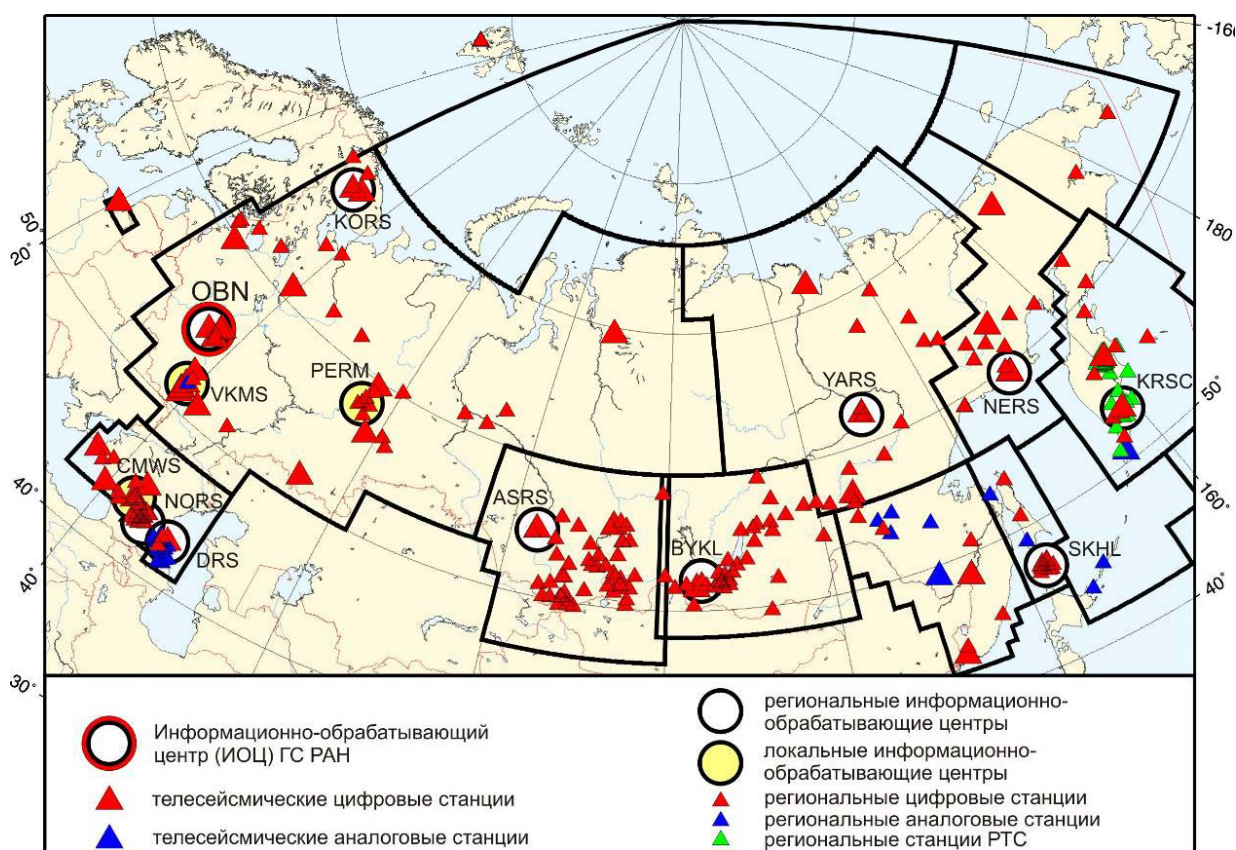 -160
180
50°
20°
KORS
OBN
VKMS
PERM
YARS
NERS
KRSC
50°
160°
CMWS
NORS
DRS
ASRS
BYKL
SKHL
40°
40°
40°
30°
Информационно-обрабатывающий
центр (ИОЦ) ГС РАН
телесейсмические цифровые станции
телесейсмические аналоговые станции
региональные информационно-
обрабатывающие центры
локальные информационно-
обрабатывающие центры
региональные цифровые станции
региональные аналоговые станции
региональные станции РТС